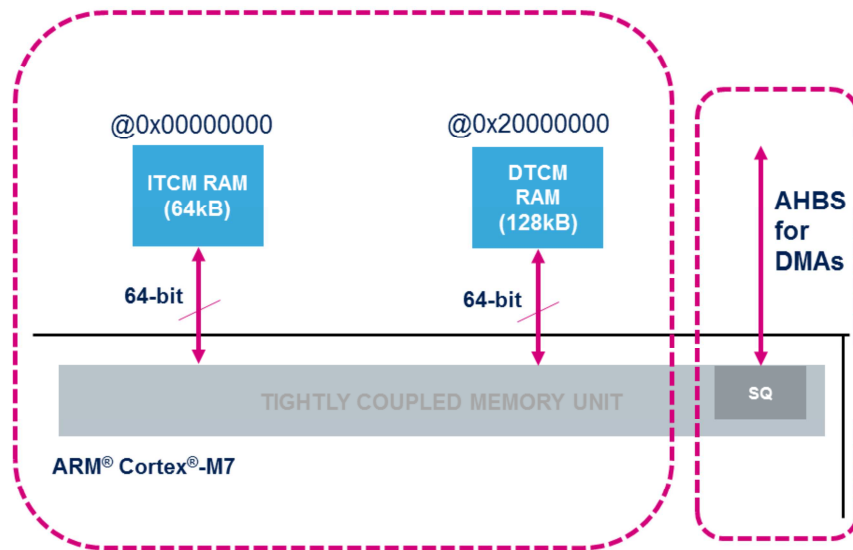 @0x00000000
@0x20000000
ITCM RAM
(64kB)
DTCM
RAM
(128kB)
AHBS
for
DMAs
64-bit
64-bit
TIGHTLY COUPLED MEMORY UNIT
SQ
ARM® Cortex®-M7